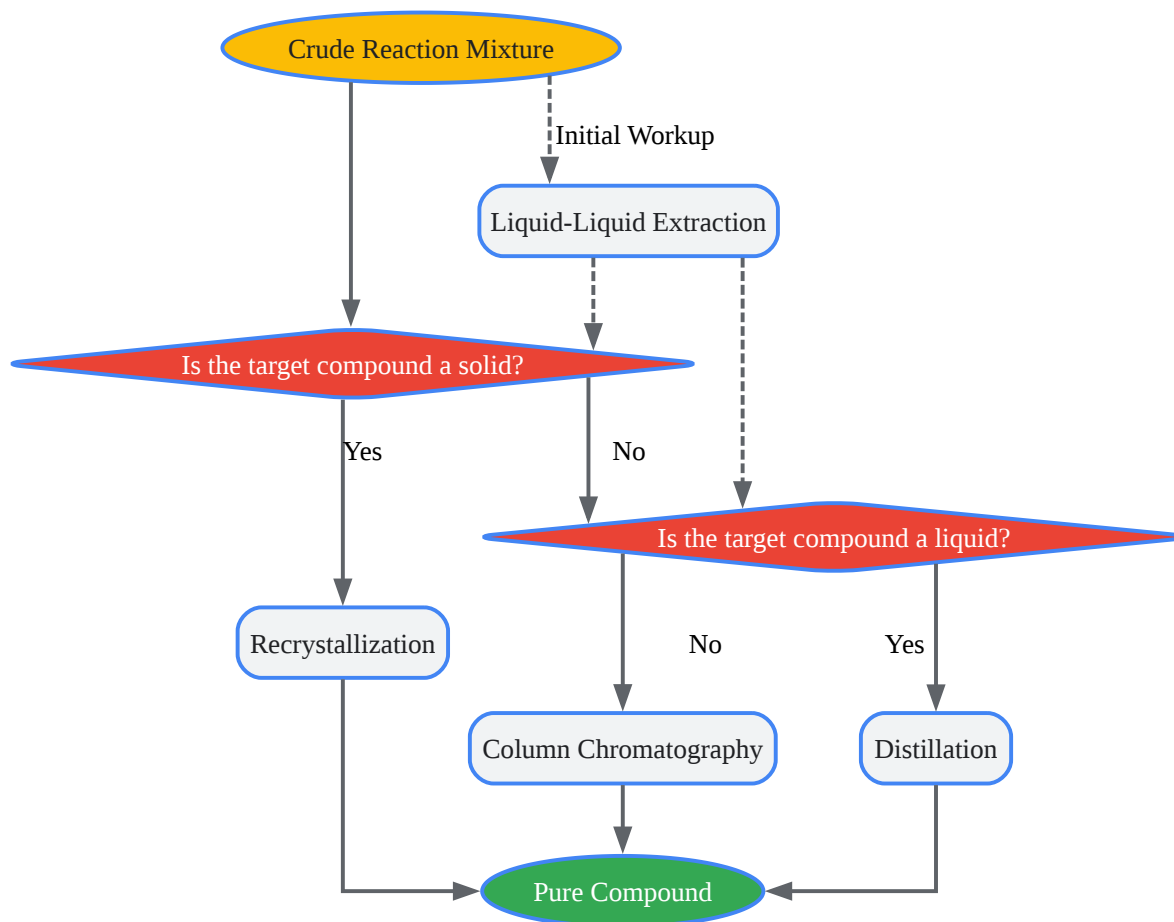 Crude Reaction Mixture
Initial Workup
Liquid-Liquid Extraction
Is the target compound a solid?
Yes
No
Is the target compound a liquid?
Recrystallization
No
Yes
Column Chromatography
Distillation
Pure Compound